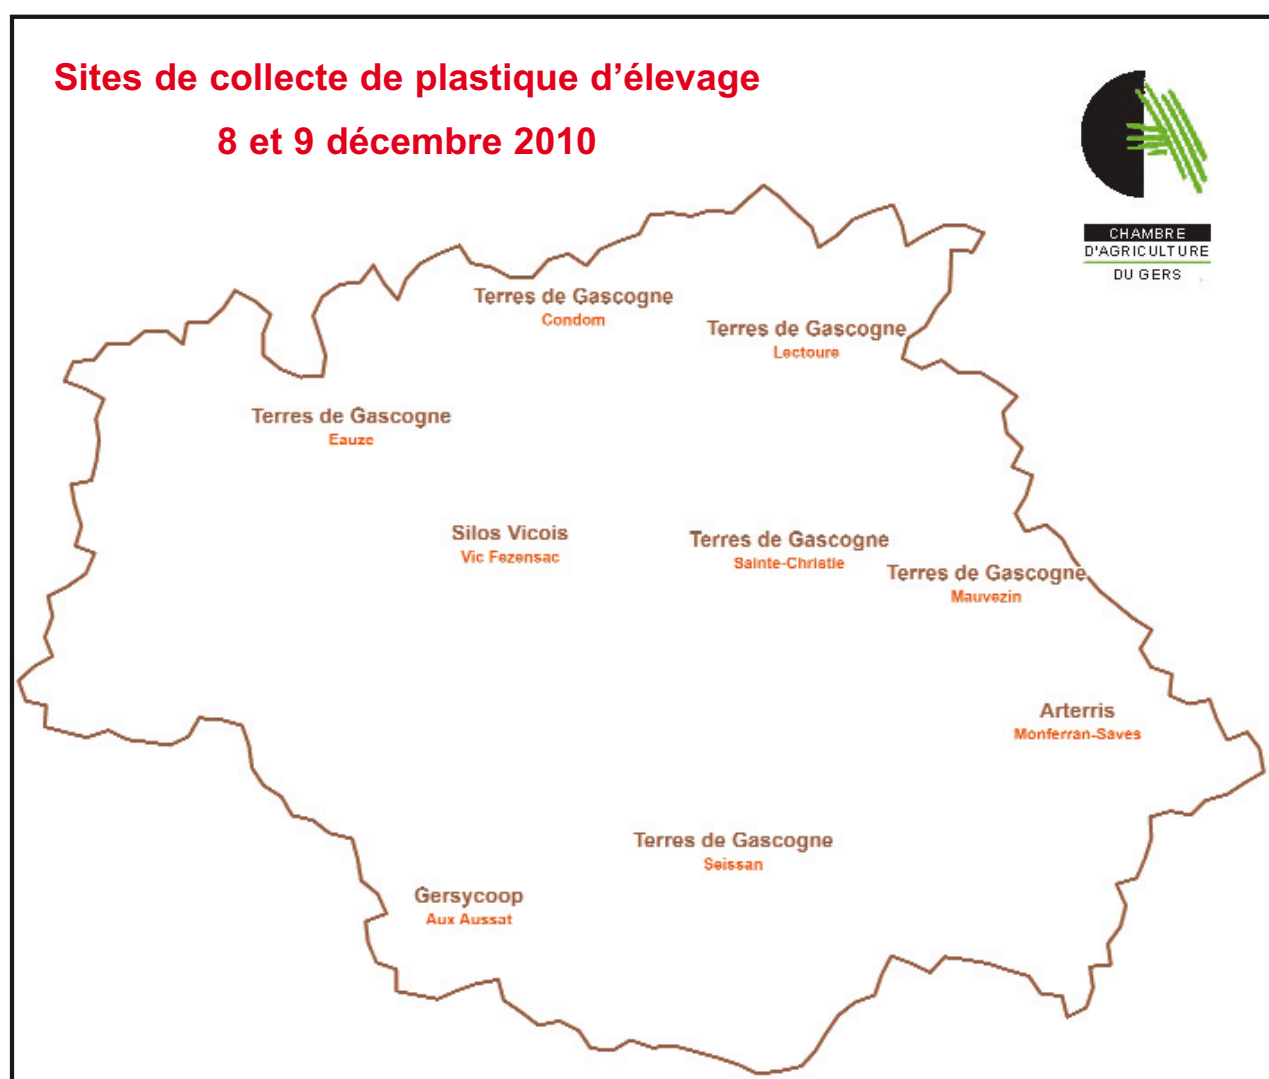 Sites de collecte de plastique d'élevage
8 et 9 décembre 2010
CHAMBRE
D'AGRICULTURE
DU GERS
Terres de Gascogne
Condom
Terres de Gascogne
Lectoure
Terres de Gascogne
Eauze
Silos Vicois
Vic Fezensac
Terres de Gascogne
Sainte-Christie
Terres de Gascogne
Mauvezin
Arterris
Monferran-Saves
Terres de Gascogne
Seissan
Gersycoop
Aux Aussat